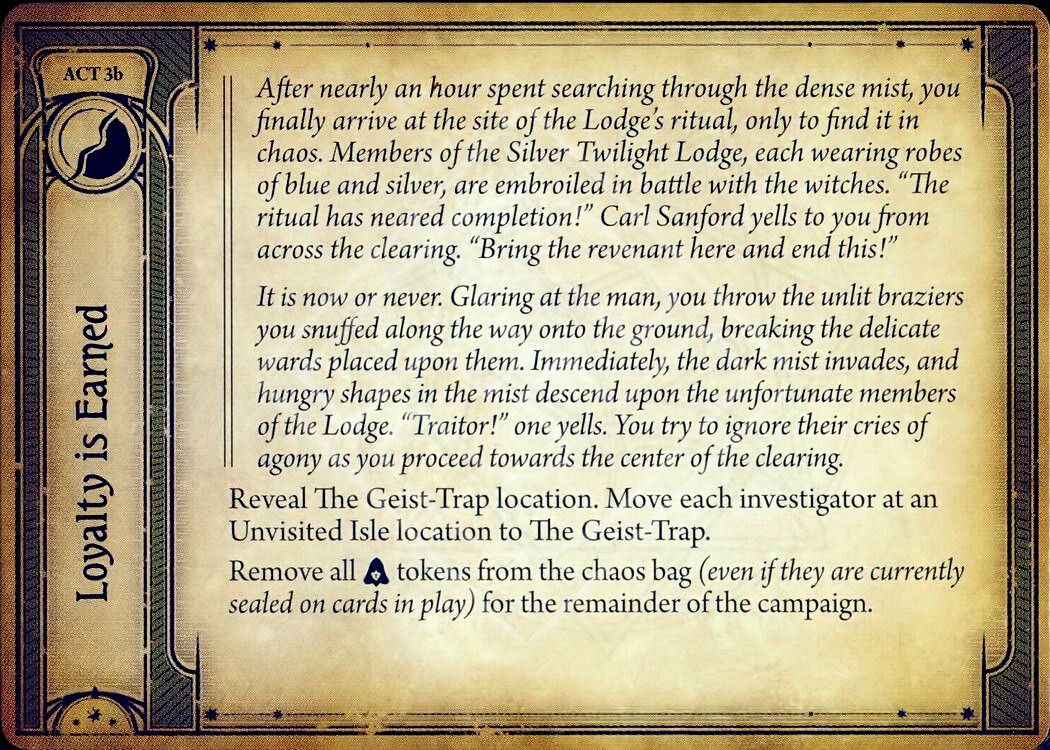 ACT 3b
Loyalty is Earned
After nearly an hour spent searching through the dense mist, you
finally arrive at the site of the Lodge's ritual, only to find it in
chaos. Members of the Silver Twilight Lodge, each wearing robes
of blue and silver, are embroiled in battle with the witches. “The
ritual has neared completion!” Carl Sanford yells to you from
across the clearing. “Bring the revenant here and end this!”
It is now or never. Glaring at the man, you throw the unlit braziers
you snuffed along the way onto the ground, breaking the delicate
wards placed upon them. Immediately, the dark mist invades, and
hungry shapes in the mist descend upon the unfortunate members
of the Lodge. “Traitor!” one yells. You try to ignore their cries of
agony as you proceed towards the center of the clearing.
Reveal The Geist-Trap location. Move each investigator at an
Unvisited Isle location to The Geist-Trap.
Remove all tokens from the chaos bag (even if they are currently
sealed on cards in play) for the remainder of the campaign.